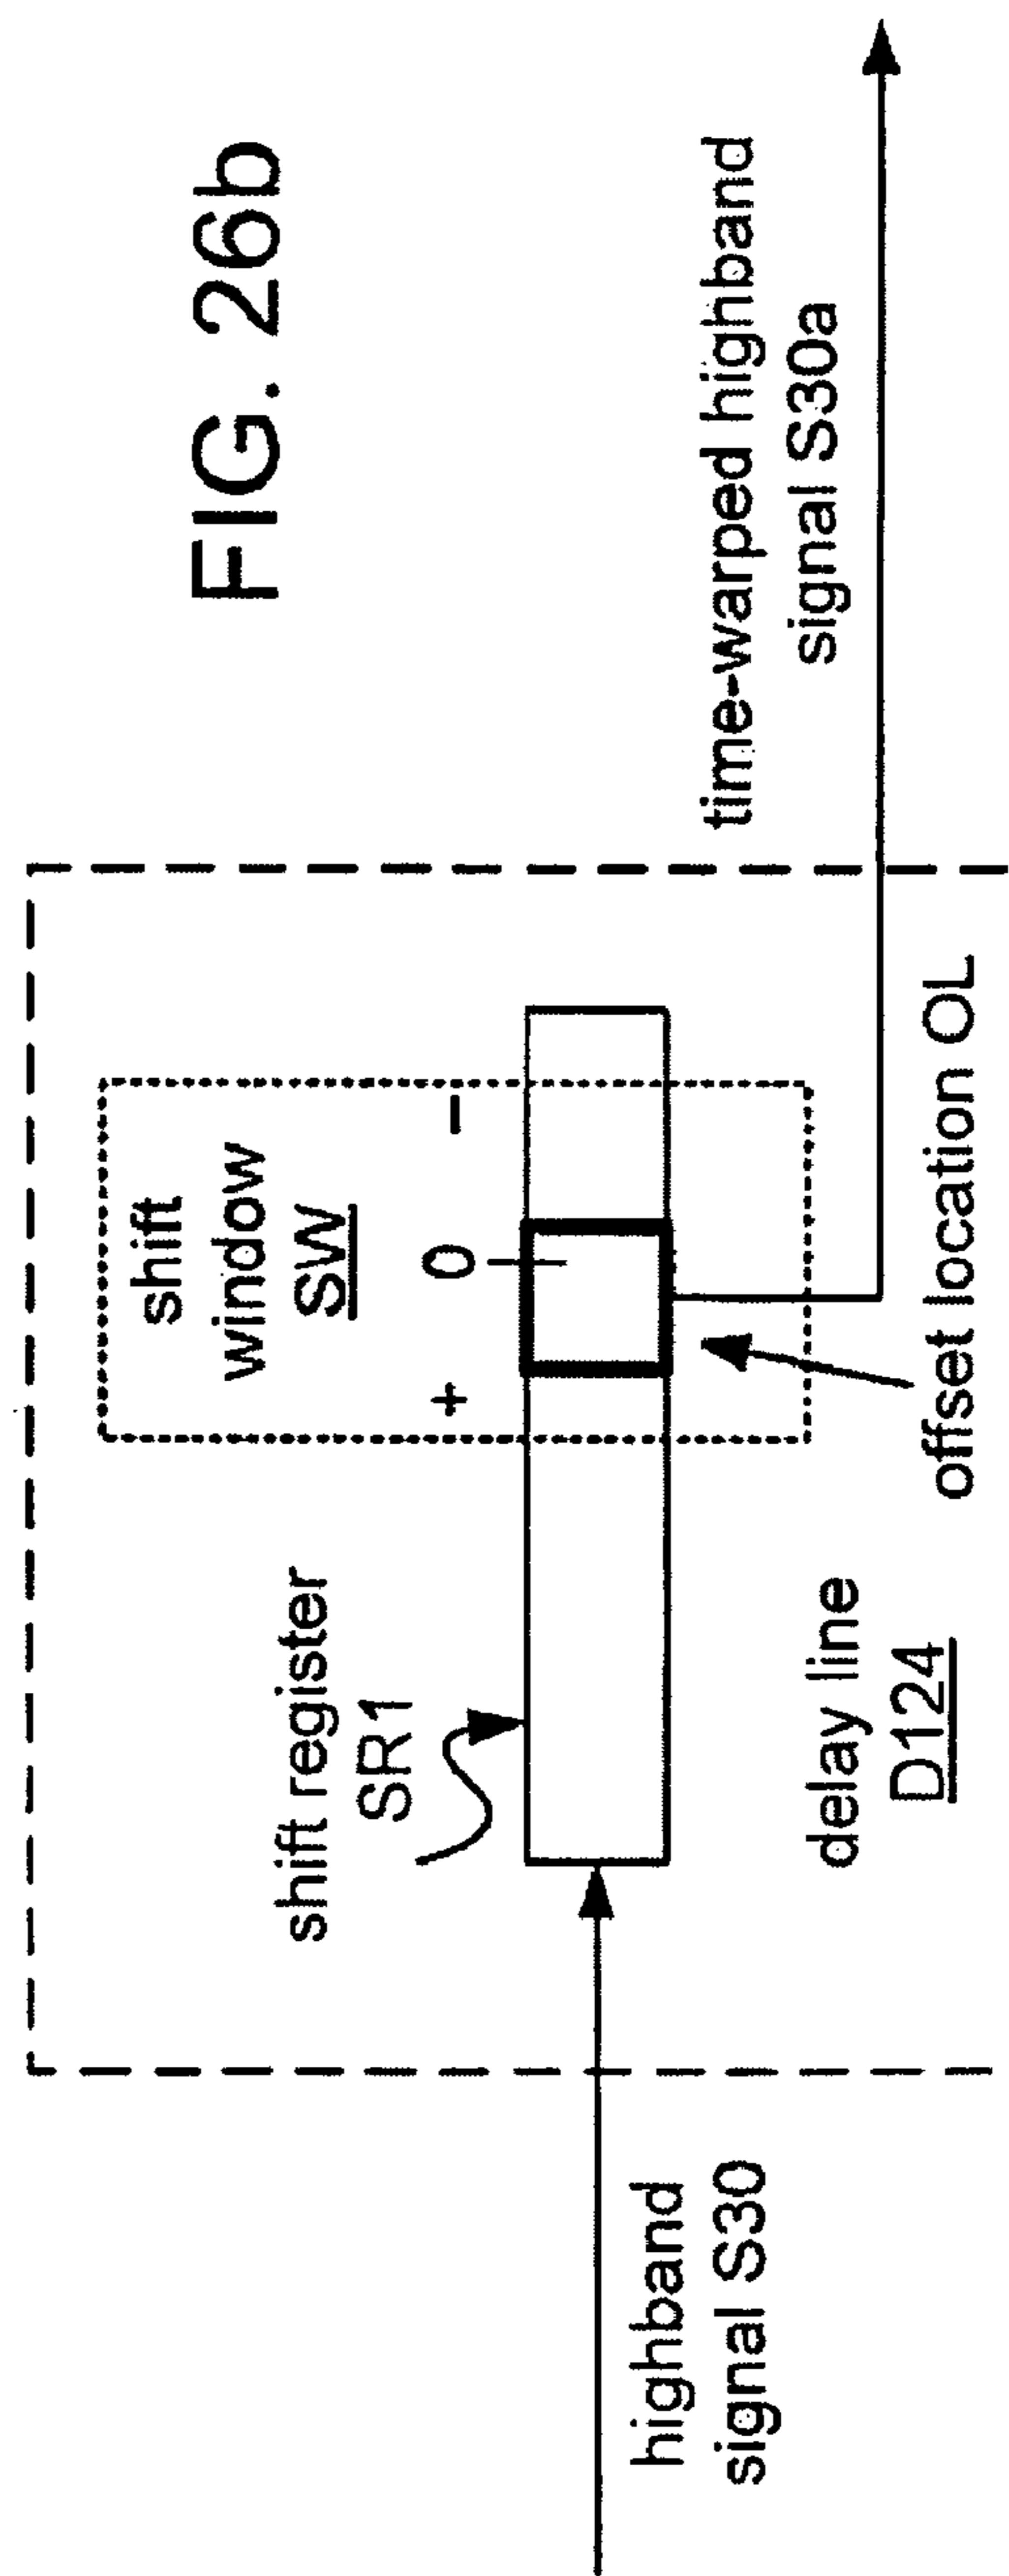 FIG. 26b
shift
window
SW
+
0
-
shift register
SR1
highband
signal S30
delay line
D124
offset location OL
time-warped highband
signal S30a